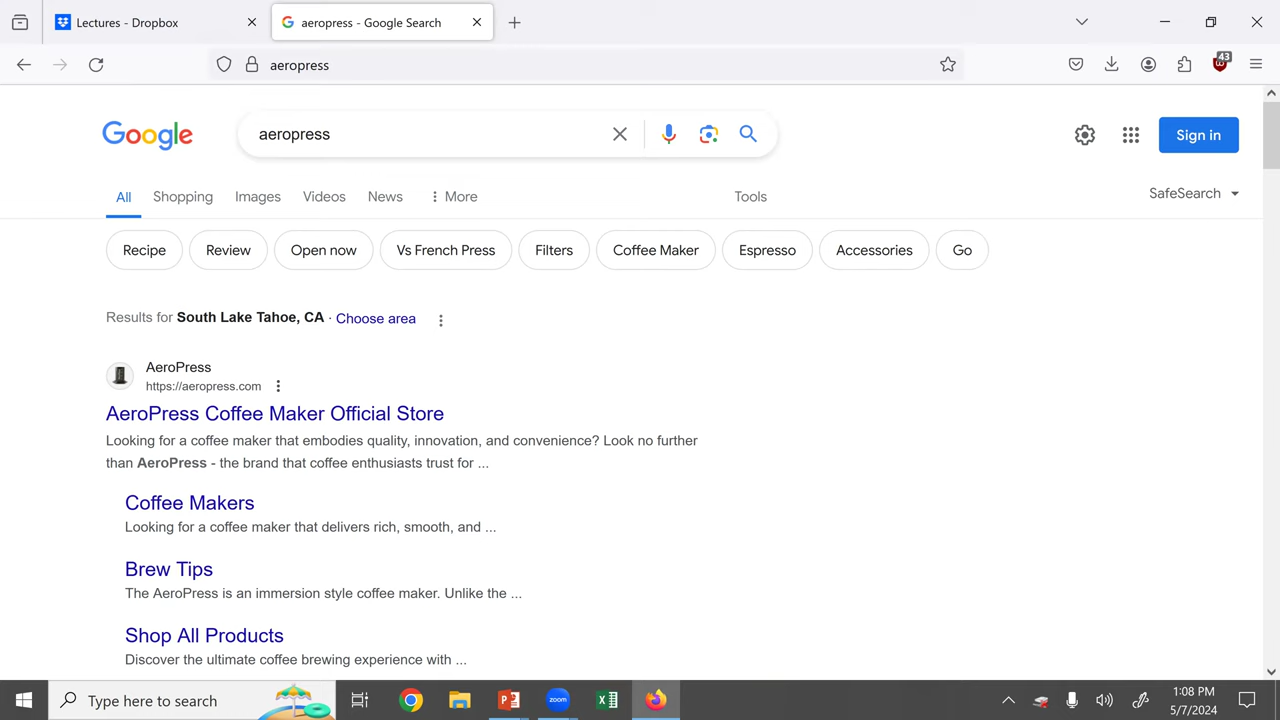 Lectures - Dropbox
aeropress - Google Search
aeropress
43
Google
aeropress
Sign in
All
Shopping
Images
Videos
News
More
Tools
SafeSearch
Recipe
Review
Open now
Vs French Press
Filters
Coffee Maker
Espresso
Accessories
Go
Results for South Lake Tahoe, CA · Choose area
AeroPress
https://aeropress.com
AeroPress Coffee Maker Official Store
Looking for a coffee maker that embodies quality, innovation, and convenience? Look no further
than AeroPress - the brand that coffee enthusiasts trust for ...
Coffee Makers
Looking for a coffee maker that delivers rich, smooth, and ...
Brew Tips
The AeroPress is an immersion style coffee maker. Unlike the ...
Shop All Products
Discover the ultimate coffee brewing experience with ...
Type here to search
zoom
1:08 PM
5/7/2024